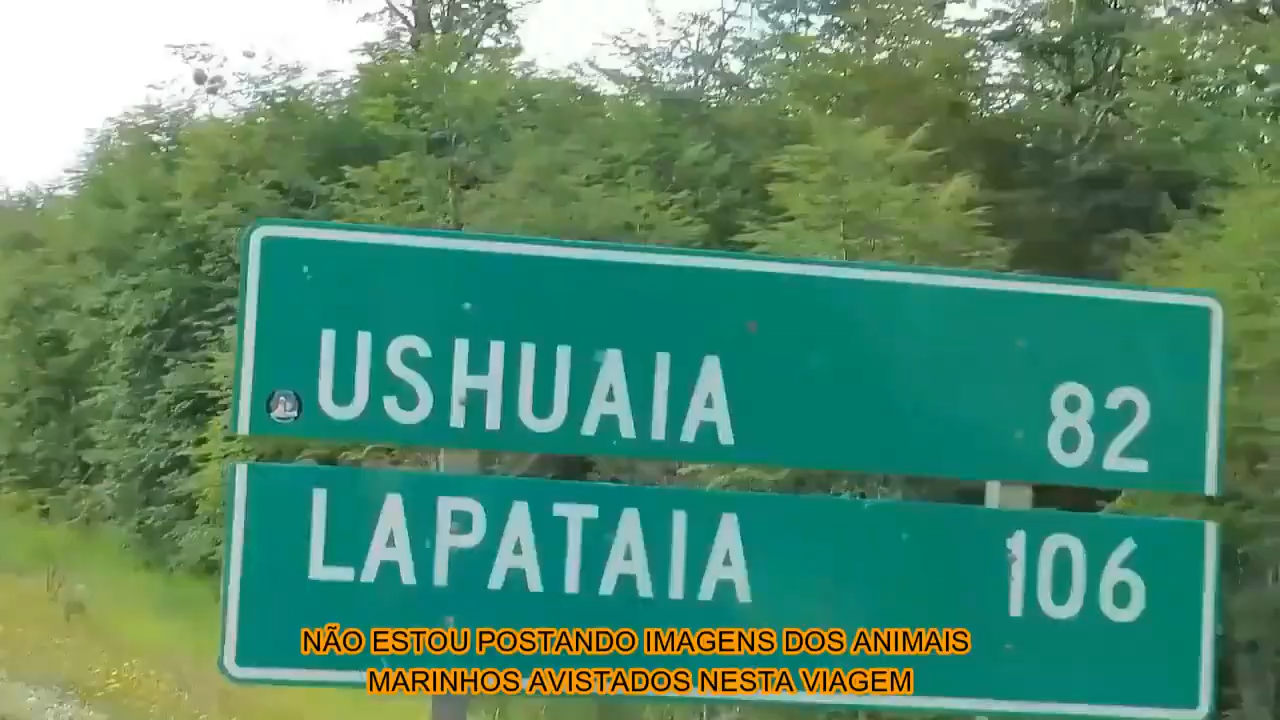 USHUAIA 82
LAPATAIA 106
NÃO ESTOU POSTANDO IMAGENS DOS ANIMAIS
MARINHOS AVISTADOS NESTA VIAGEM